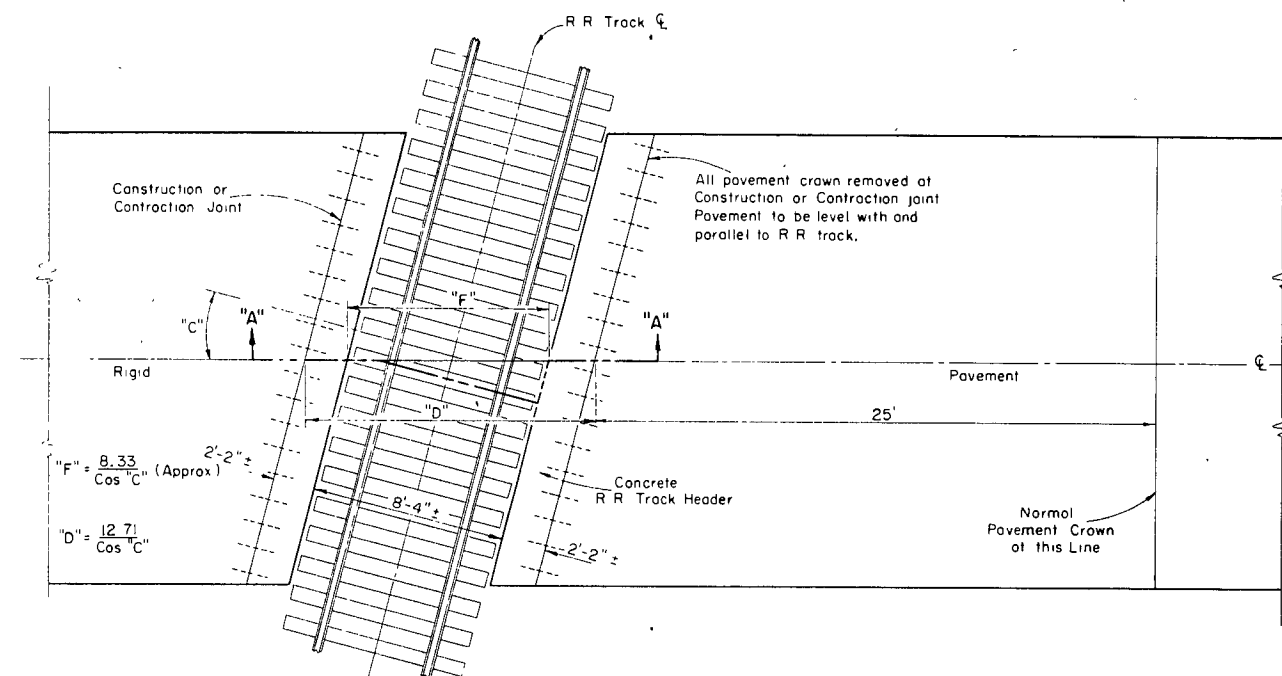 R R Track ℄
Construction or
Contraction Joint
All pavement crown removed at
Construction or Contraction joint
Pavement to be level with and
parallel to R R track.
"F"
"C"
"A"
"A"
℄
Rigid
Pavement
"D"
25'
"F" = 8.33 / Cos "C" (Approx)
2'-2" ±
8'-4" ±
Concrete
R R Track Header
"D" = 12 71 / Cos "C"
2'-2" ±
Normal
Pavement Crown
at this Line